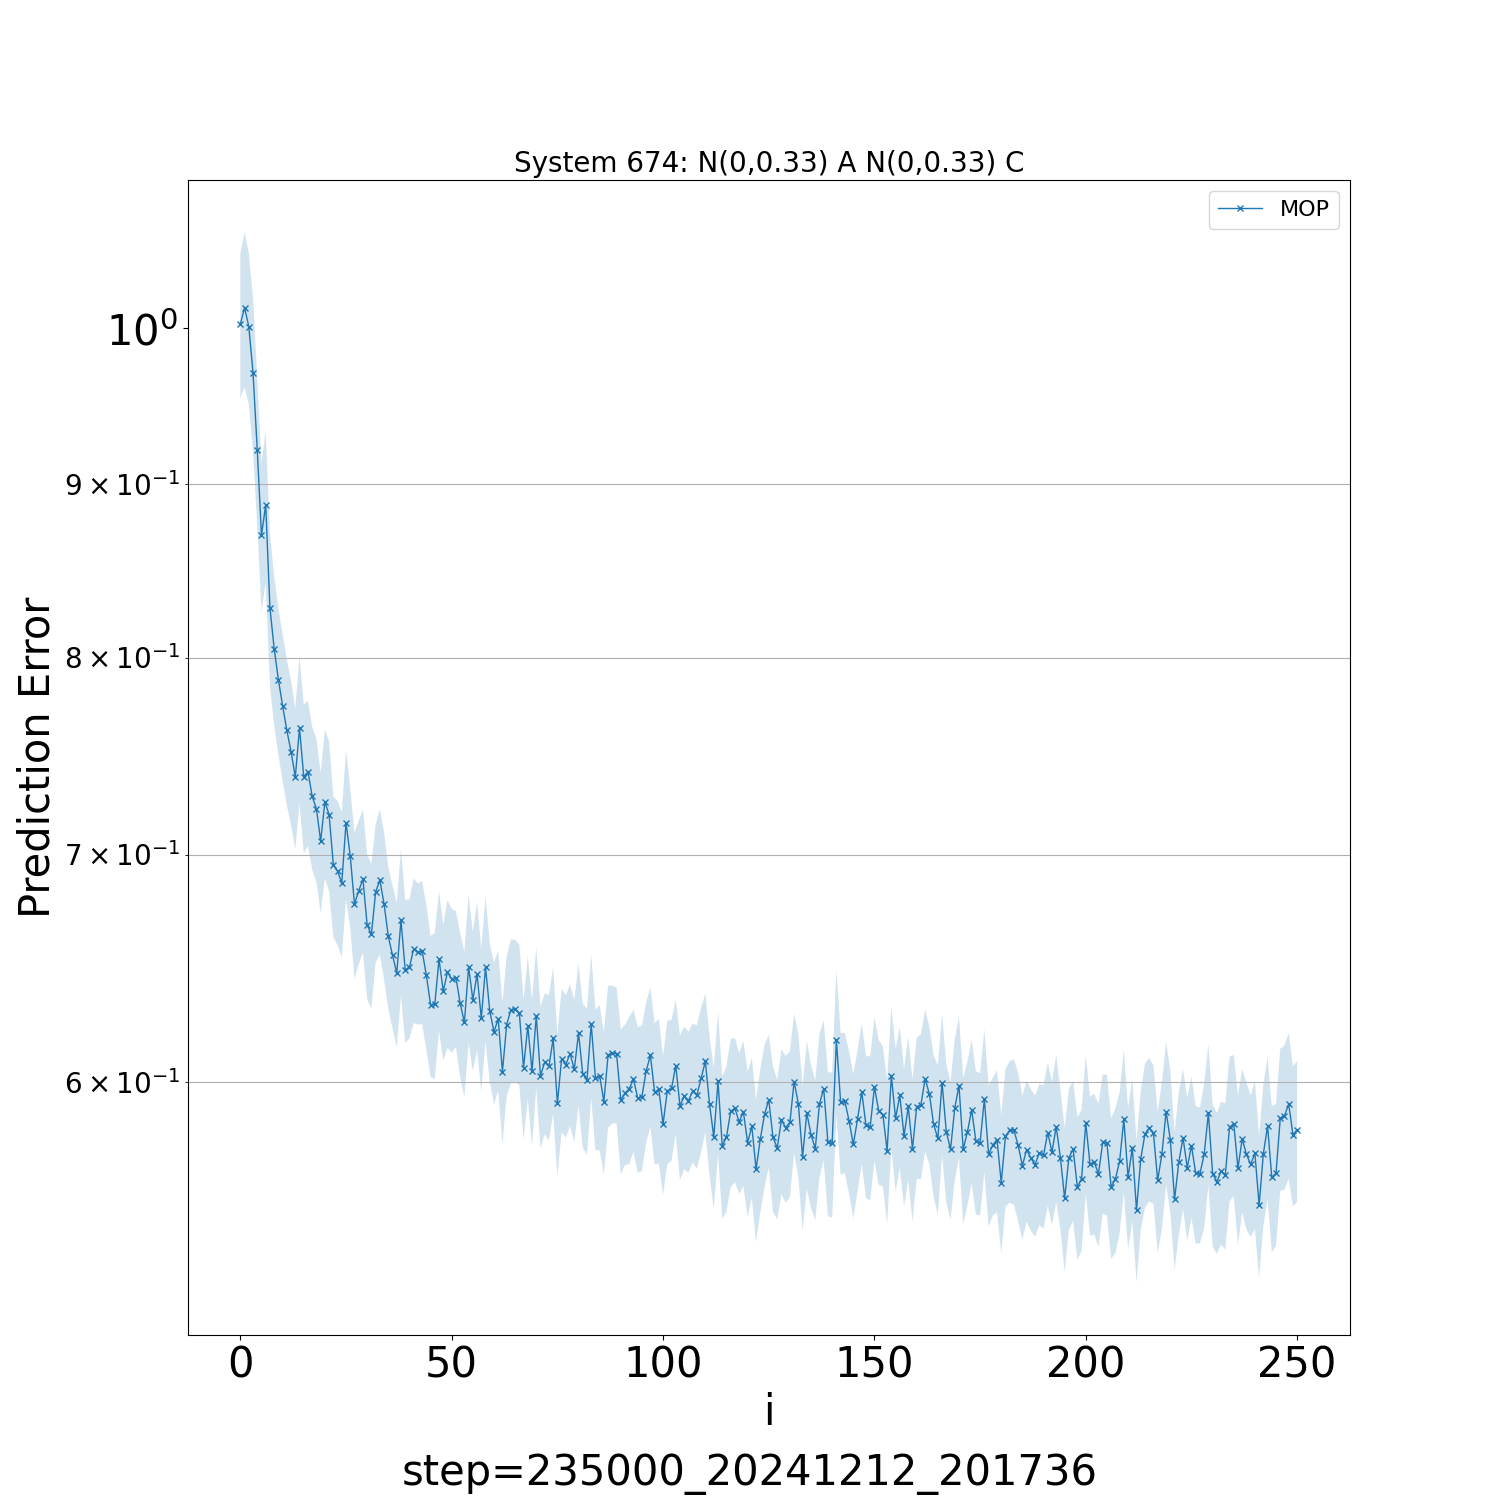 System 674: N(0,0.33) A N(0,0.33) C
MOP
10⁰
9 × 10⁻¹
8 × 10⁻¹
7 × 10⁻¹
6 × 10⁻¹
Prediction Error
0 50 100 150 200 250
i
step=235000_20241212_201736